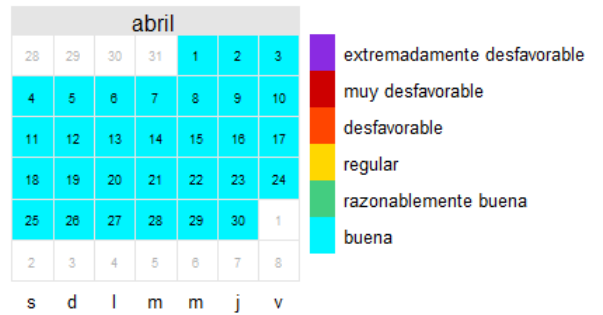 abril
28 29 30 31 1 2 3
4 5 6 7 8 9 10
11 12 13 14 15 16 17
18 19 20 21 22 23 24
25 26 27 28 29 30 1
2 3 4 5 6 7 8
s d l m m j v
extremadamente desfavorable
muy desfavorable
desfavorable
regular
razonablemente buena
buena